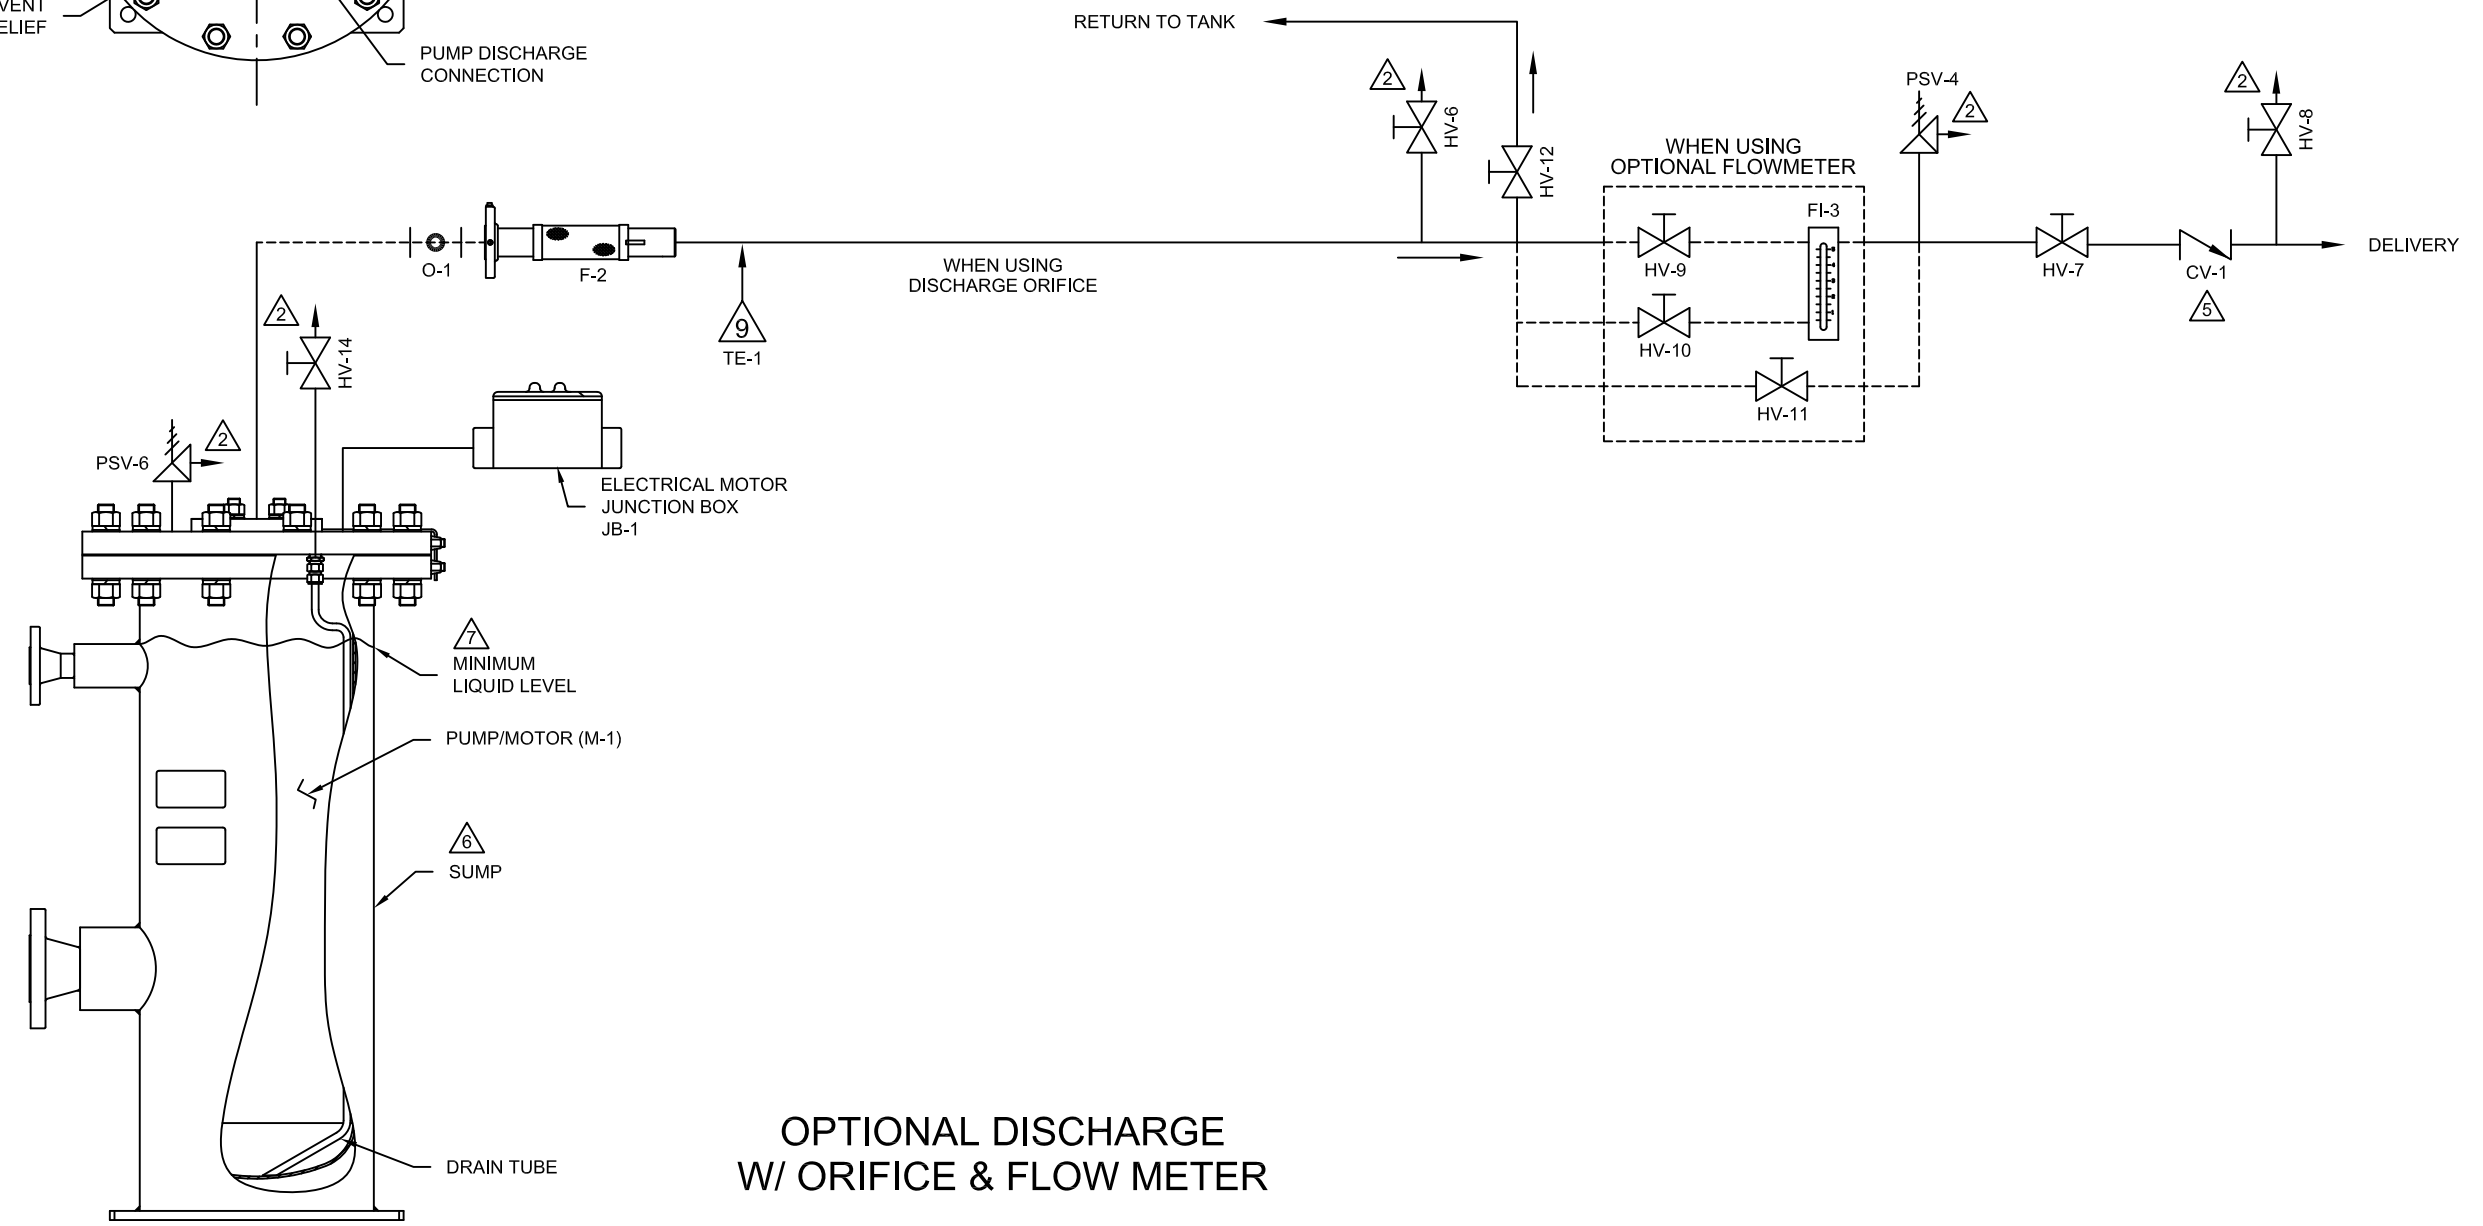 VENT
ELIEF
PUMP DISCHARGE
CONNECTION
RETURN TO TANK
2
HV-6
HV-12
WHEN USING
OPTIONAL FLOWMETER
PSV-4
2
2
HV-8
O-1
F-2
9
TE-1
WHEN USING
DISCHARGE ORIFICE
HV-9
HV-10
HV-11
FI-3
HV-7
CV-1
5
DELIVERY
2
HV-14
PSV-6
2
ELECTRICAL MOTOR
JUNCTION BOX
JB-1
7
MINIMUM
LIQUID LEVEL
PUMP/MOTOR (M-1)
6
SUMP
DRAIN TUBE
OPTIONAL DISCHARGE
W/ ORIFICE & FLOW METER